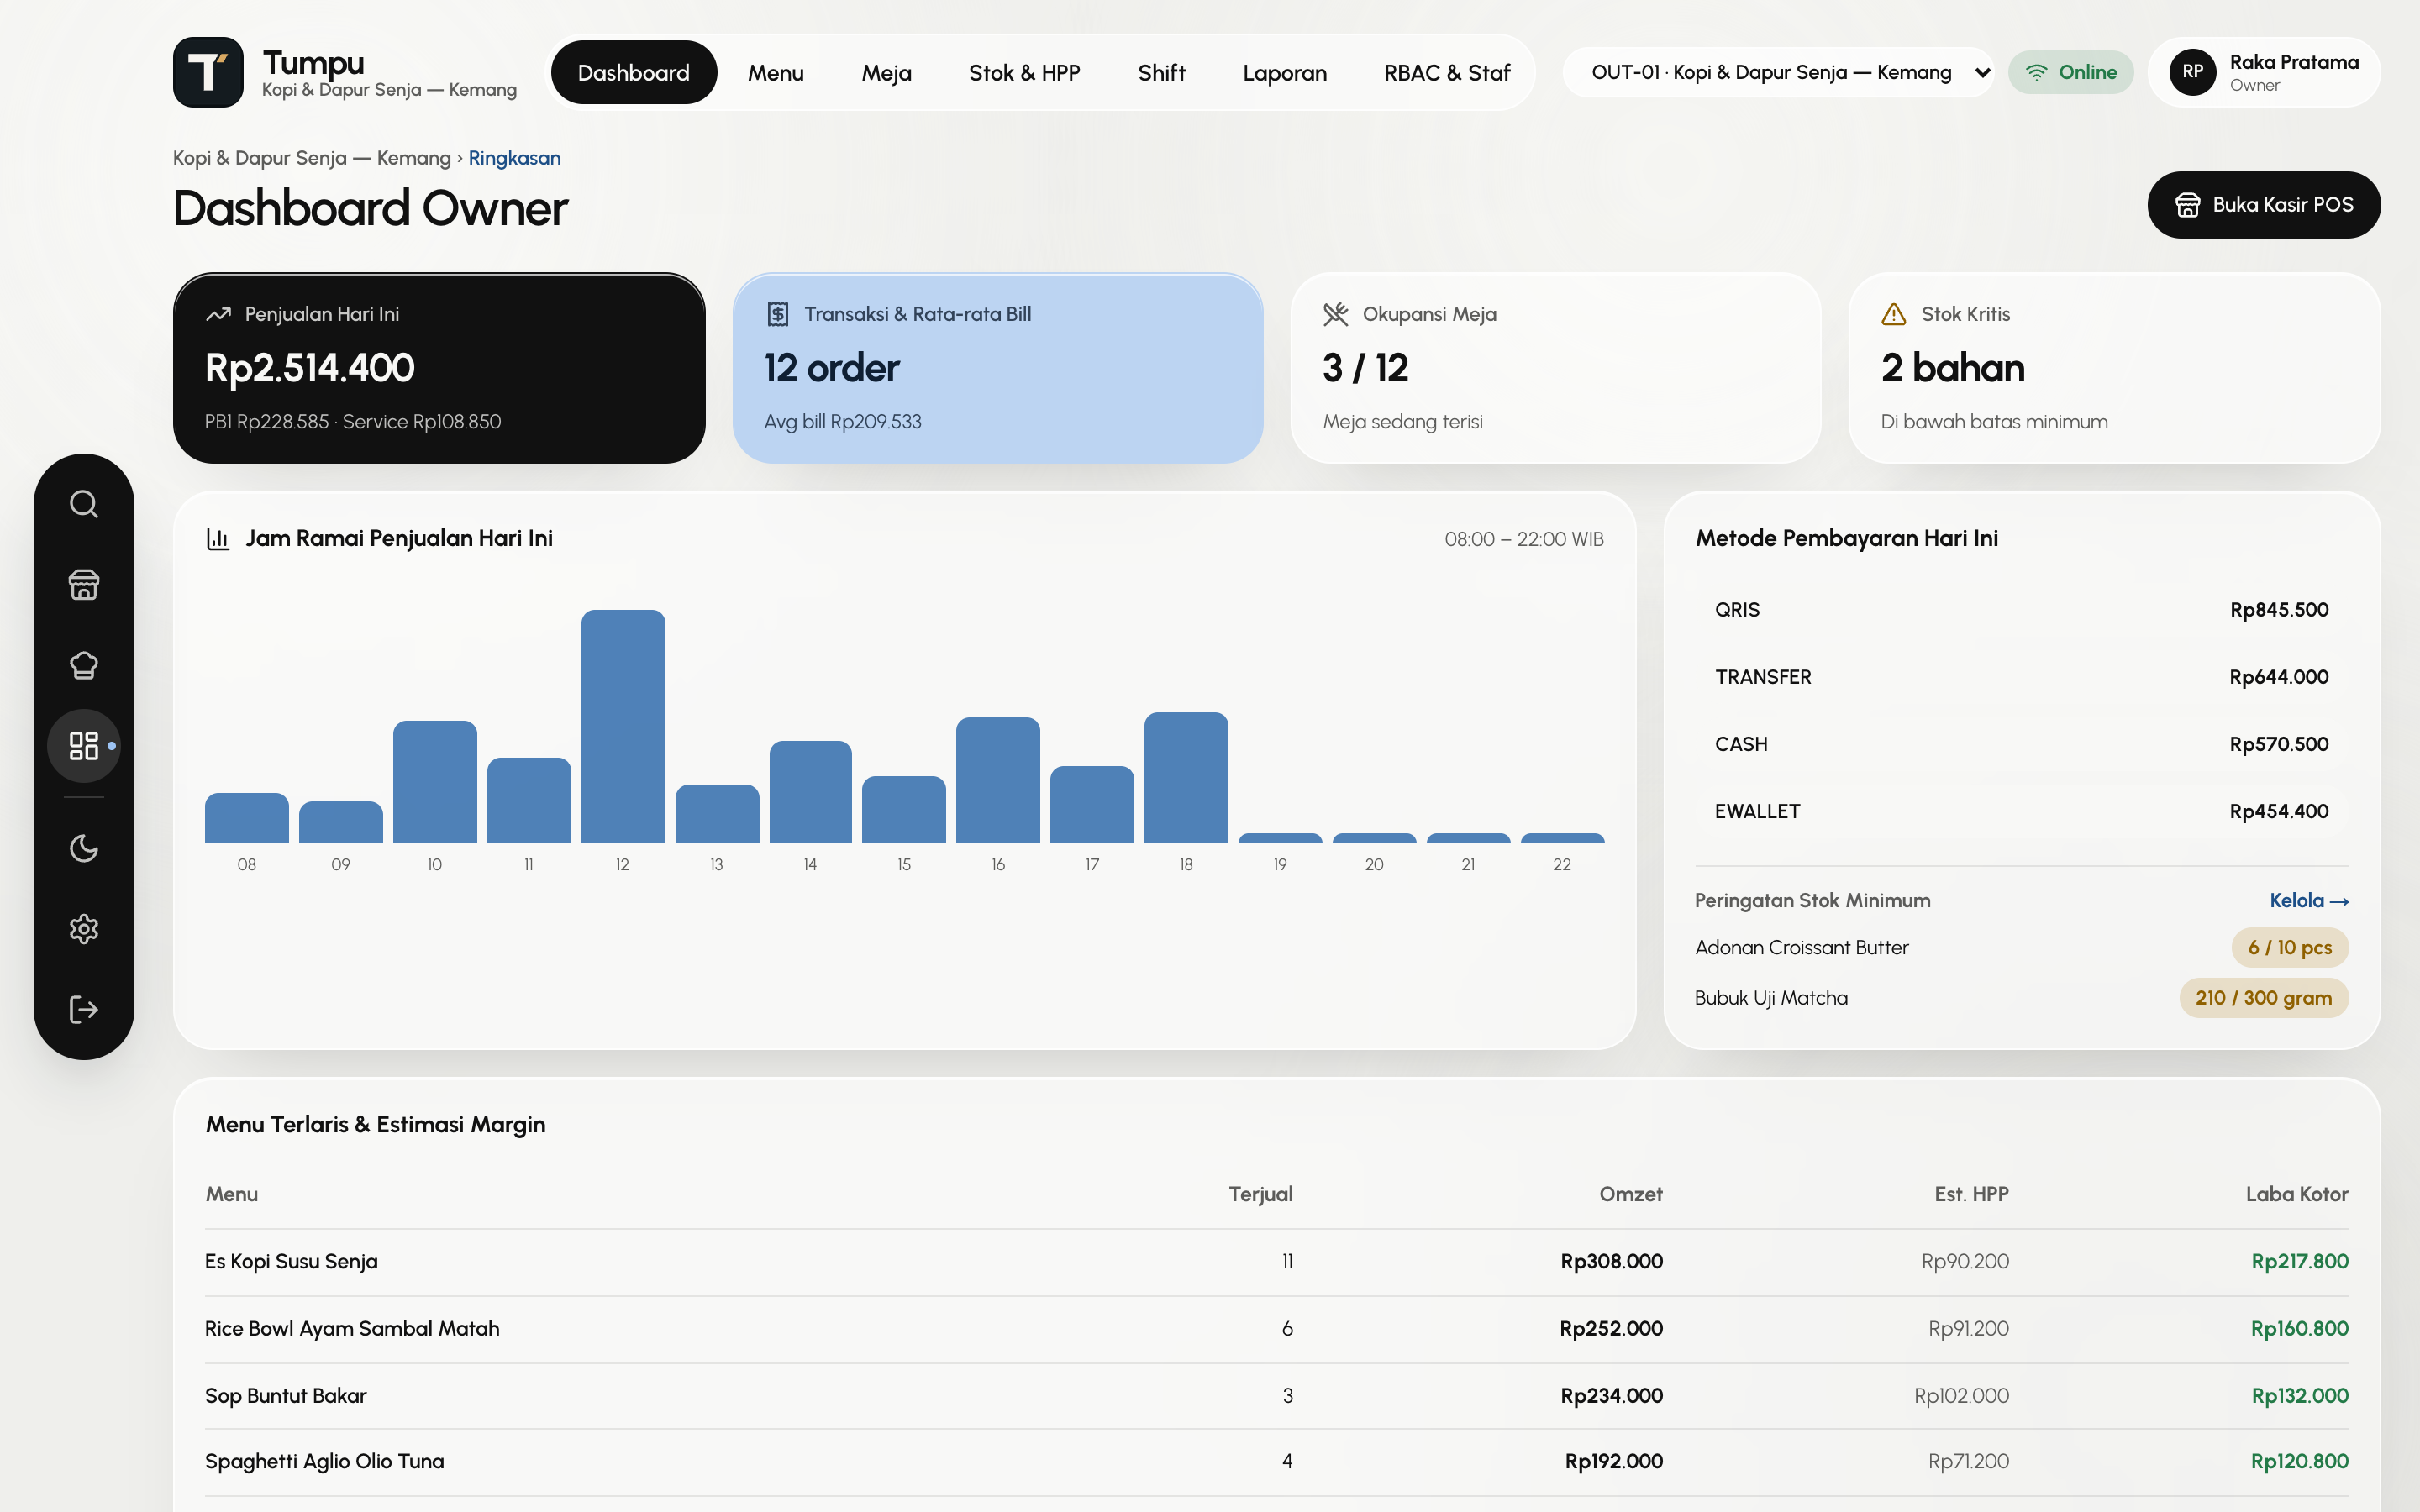 Tumpu
Kopi & Dapur Senja — Kemang
Dashboard
Menu
Meja
Stok & HPP
Shift
Laporan
RBAC & Staf
OUT-01 · Kopi & Dapur Senja — Kemang
Online
RP
Raka Pratama
Owner
Kopi & Dapur Senja — Kemang › Ringkasan
Dashboard Owner
Buka Kasir POS
Penjualan Hari Ini
Rp2.514.400
PB1 Rp228.585 · Service Rp108.850
Transaksi & Rata-rata Bill
12 order
Avg bill Rp209.533
Okupansi Meja
3 / 12
Meja sedang terisi
Stok Kritis
2 bahan
Di bawah batas minimum
Jam Ramai Penjualan Hari Ini
08:00 – 22:00 WIB
08 09 10 11 12 13 14 15 16 17 18 19 20 21 22
Metode Pembayaran Hari Ini
QRIS Rp845.500
TRANSFER Rp644.000
CASH Rp570.500
EWALLET Rp454.400
Peringatan Stok Minimum Kelola →
Adonan Croissant Butter 6 / 10 pcs
Bubuk Uji Matcha 210 / 300 gram
Menu Terlaris & Estimasi Margin
Menu Terjual Omzet Est. HPP Laba Kotor
Es Kopi Susu Senja 11 Rp308.000 Rp90.200 Rp217.800
Rice Bowl Ayam Sambal Matah 6 Rp252.000 Rp91.200 Rp160.800
Sop Buntut Bakar 3 Rp234.000 Rp102.000 Rp132.000
Spaghetti Aglio Olio Tuna 4 Rp192.000 Rp71.200 Rp120.800